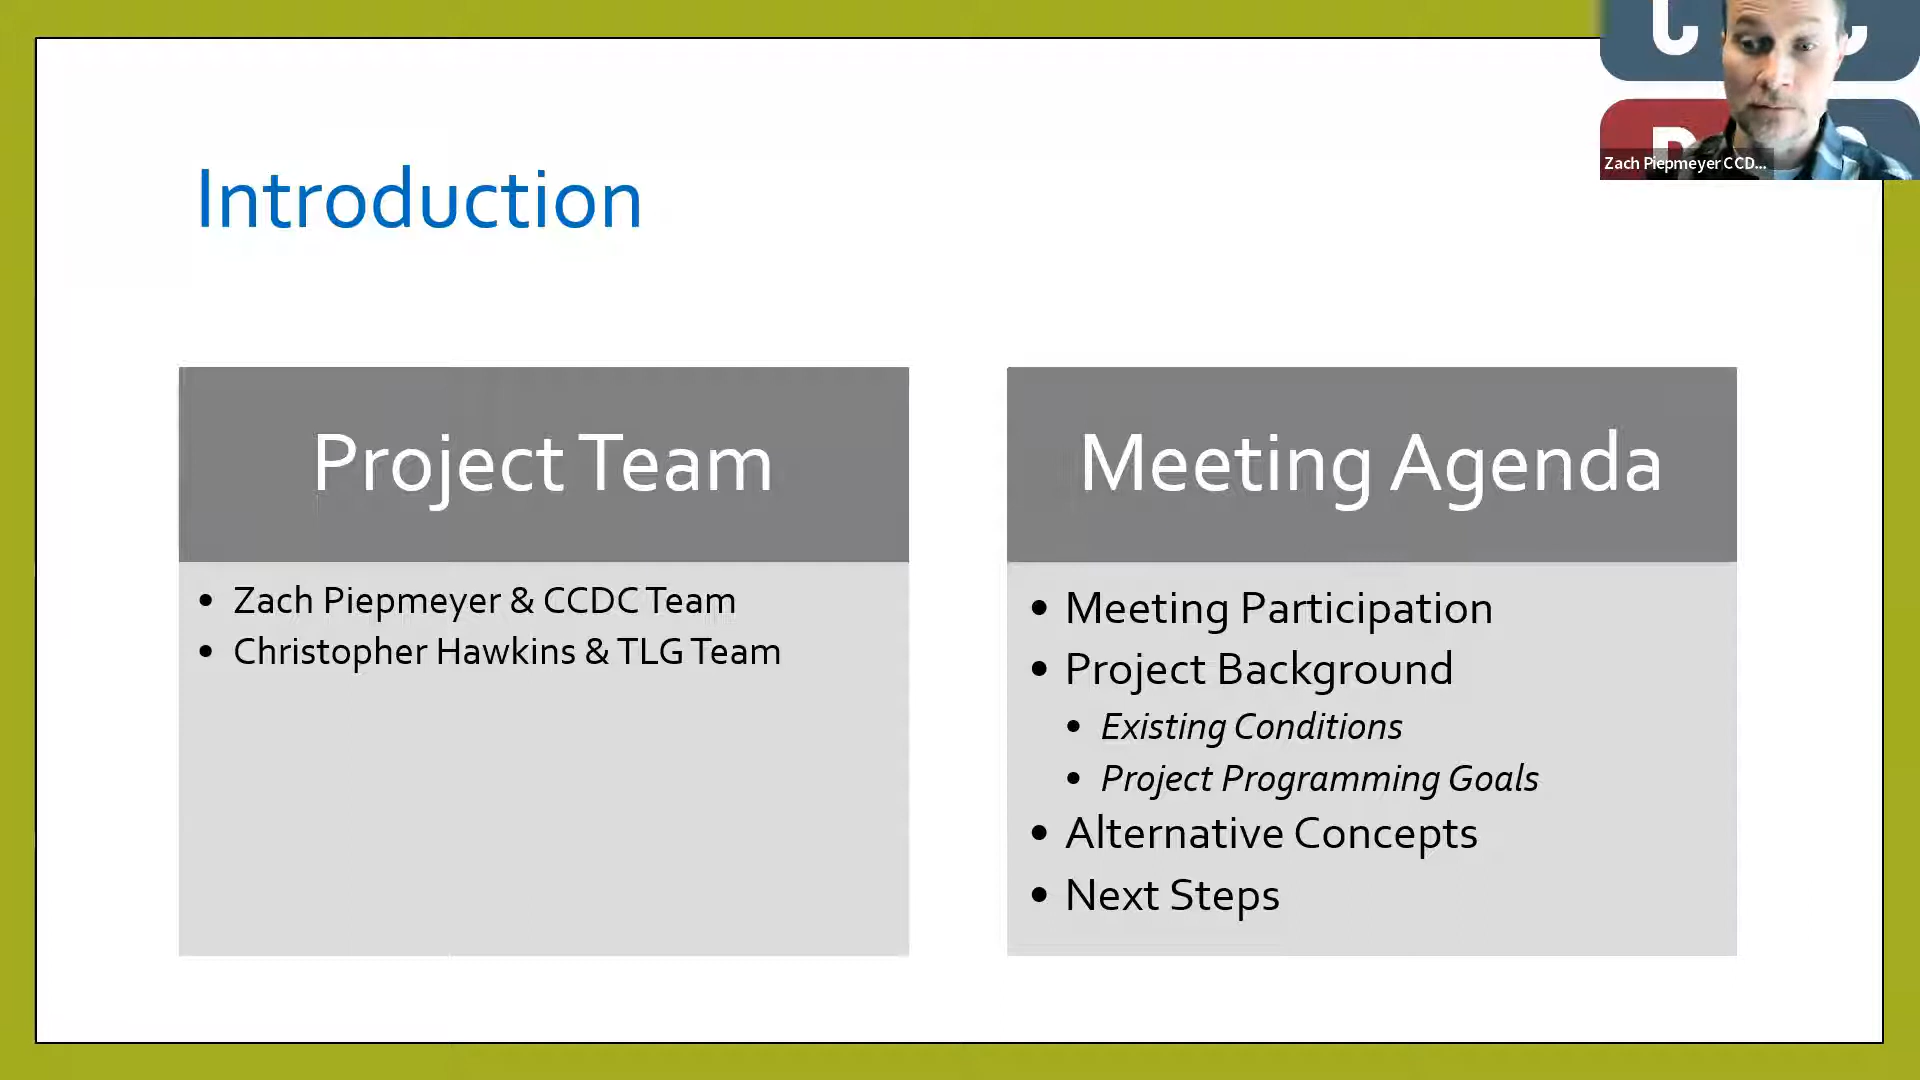 Introduction
Zach Piepmeyer CCD...
Project Team
• Zach Piepmeyer & CCDC Team
• Christopher Hawkins & TLG Team
Meeting Agenda
• Meeting Participation
• Project Background
• Existing Conditions
• Project Programming Goals
• Alternative Concepts
• Next Steps